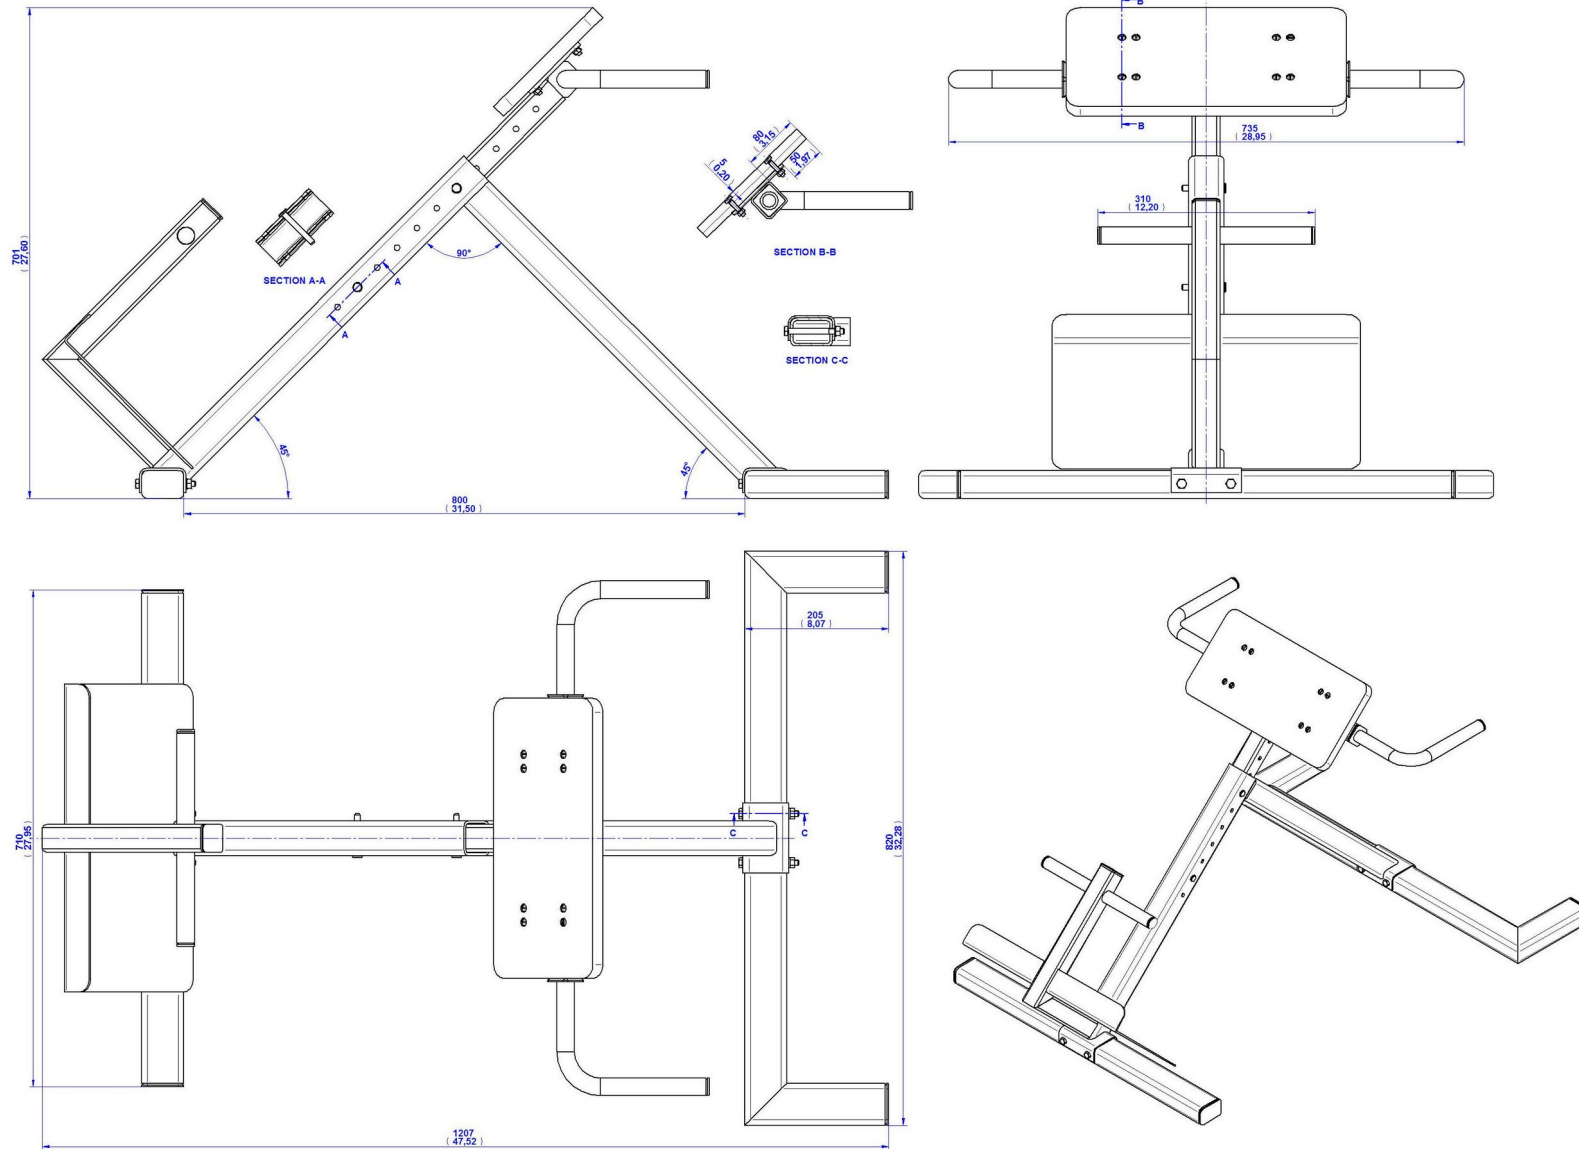 B
B
735
( 28,95 )
310
( 12,20 )
701
( 27,60 )
SECTION A-A
90°
A
A
45°
45°
800
( 31,50 )
80
( 3,15 )
50
( 1,97 )
5
( 0,20 )
SECTION B-B
SECTION C-C
205
( 8,07 )
710
( 27,95 )
C
C
820
( 32,28 )
1207
( 47,52 )